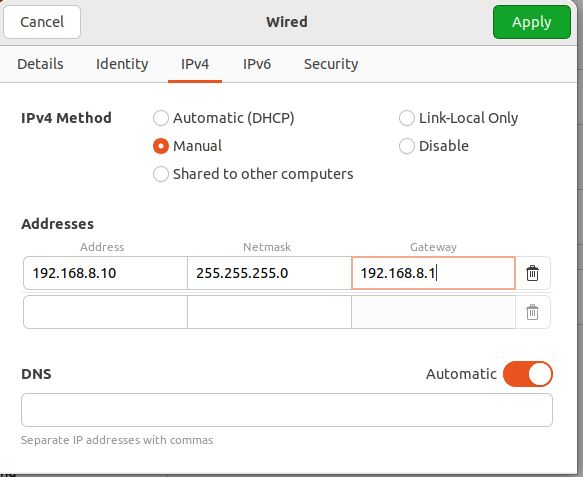 Cancel Wired Apply
Details Identity IPv4 IPv6 Security
IPv4 Method Automatic (DHCP) Link-Local Only
Manual Disable
Shared to other computers
Addresses
Address Netmask Gateway
192.168.8.10 255.255.255.0 192.168.8.1
DNS Automatic
Separate IP addresses with commas